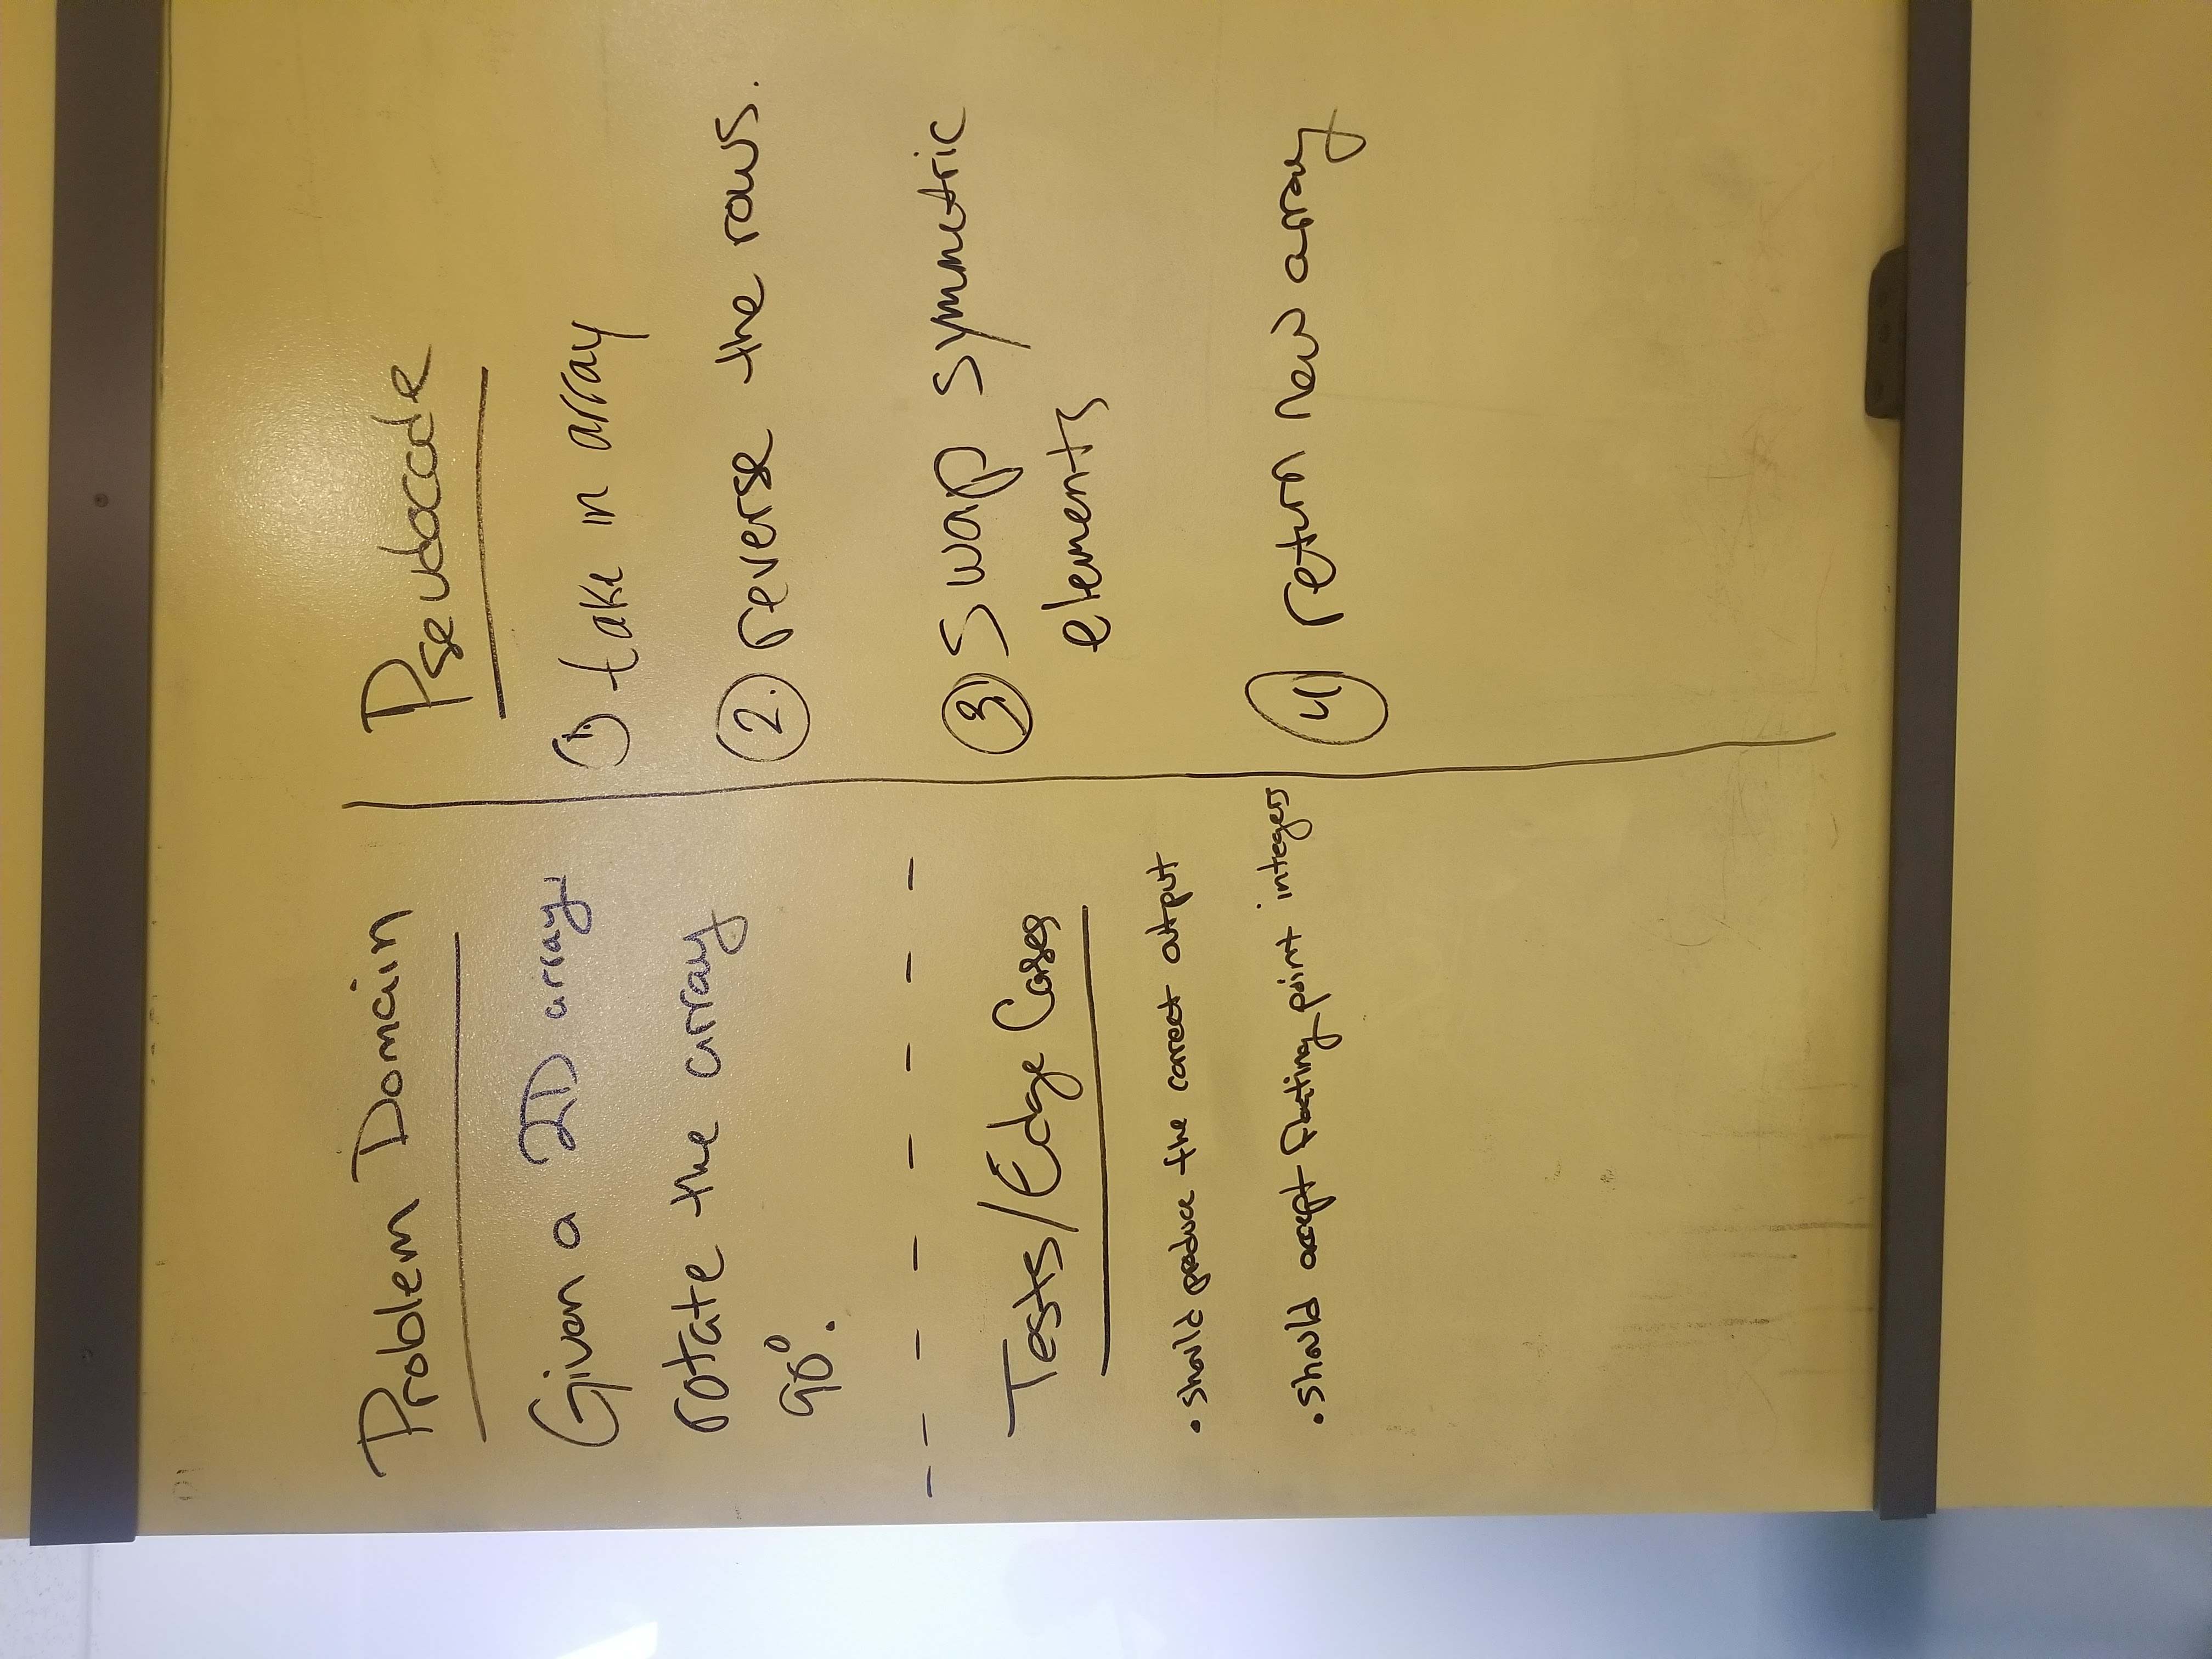 Problem Domain
Given a 2D array,
rotate the array
90°.
Tests/Edge Cases
• should produce the correct output
• should accept floating point integers
Pseudocode
1. take in array
2. reverse the rows.
3. Swap symmetric
elements
4 return new array